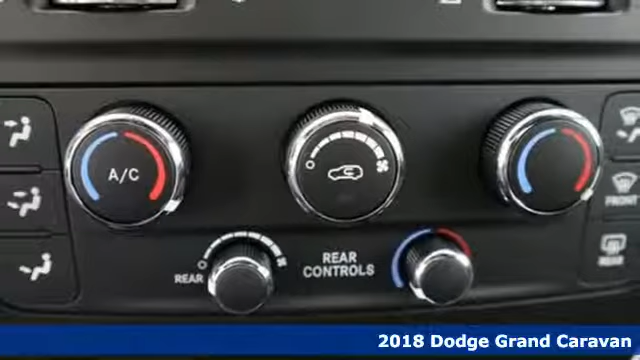 A/C
FRONT
REAR
REAR
CONTROLS
REAR
2018 Dodge Grand Caravan